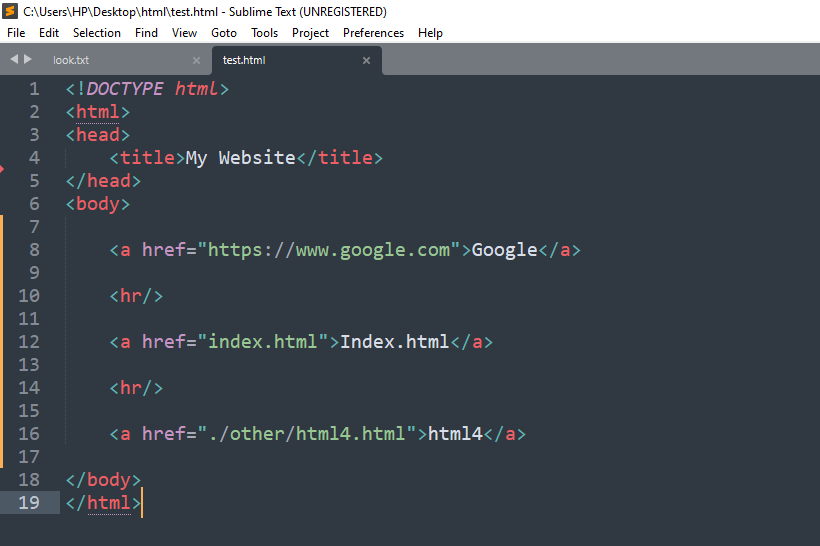 C:\Users\HP\Desktop\html\test.html - Sublime Text (UNREGISTERED)
File Edit Selection Find View Goto Tools Project Preferences Help
look.txt × test.html ×
1 <!DOCTYPE html>
2 <html>
3 <head>
4     <title>My Website</title>
5 </head>
6 <body>
7
8     <a href="https://www.google.com">Google</a>
9
10     <hr/>
11
12     <a href="index.html">Index.html</a>
13
14     <hr/>
15
16     <a href="./other/html4.html">html4</a>
17
18 </body>
19 </html>